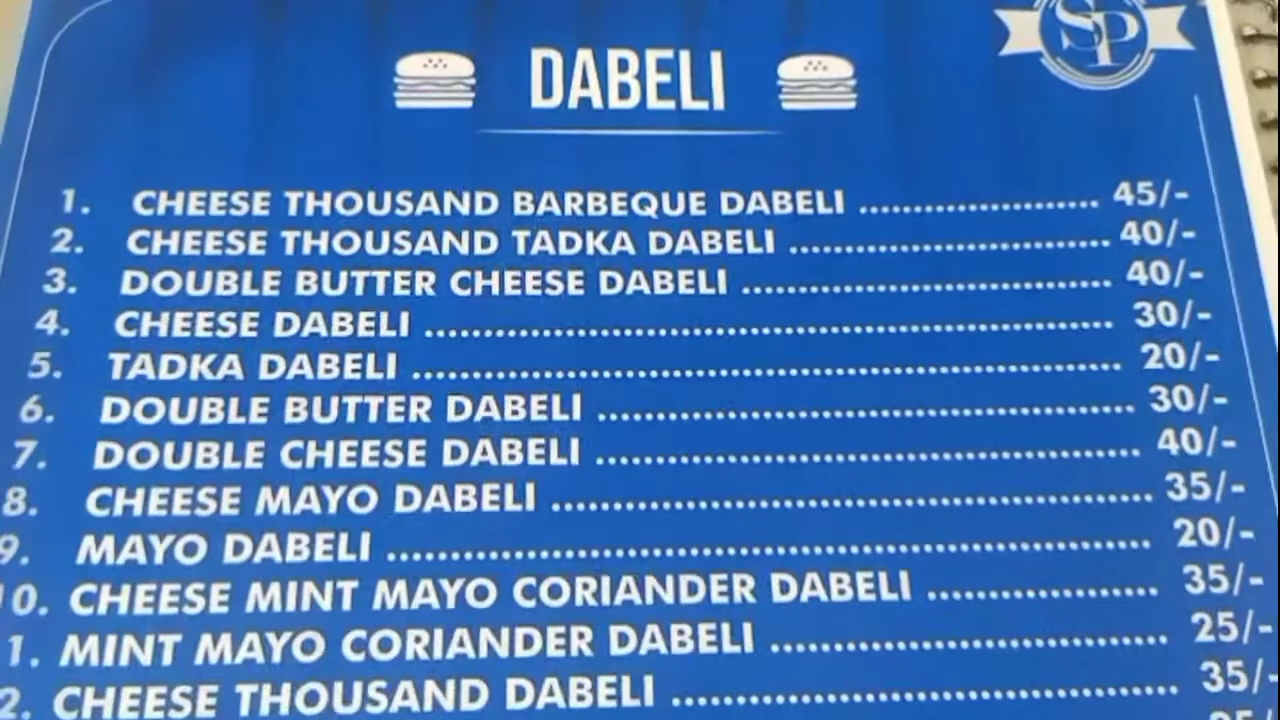 SP
DABELI
1. CHEESE THOUSAND BARBEQUE DABELI ........................ 45/-
2. CHEESE THOUSAND TADKA DABELI ................................ 40/-
3. DOUBLE BUTTER CHEESE DABELI ..................................... 40/-
4. CHEESE DABELI ..................................................................... 30/-
5. TADKA DABELI ...................................................................... 20/-
6. DOUBLE BUTTER DABELI ..................................................... 30/-
7. DOUBLE CHEESE DABELI ..................................................... 40/-
8. CHEESE MAYO DABELI ......................................................... 35/-
9. MAYO DABELI ....................................................................... 20/-
10. CHEESE MINT MAYO CORIANDER DABELI ..................... 35/-
1. MINT MAYO CORIANDER DABELI ................................... 25/-
2. CHEESE THOUSAND DABELI ............................................ 35/-